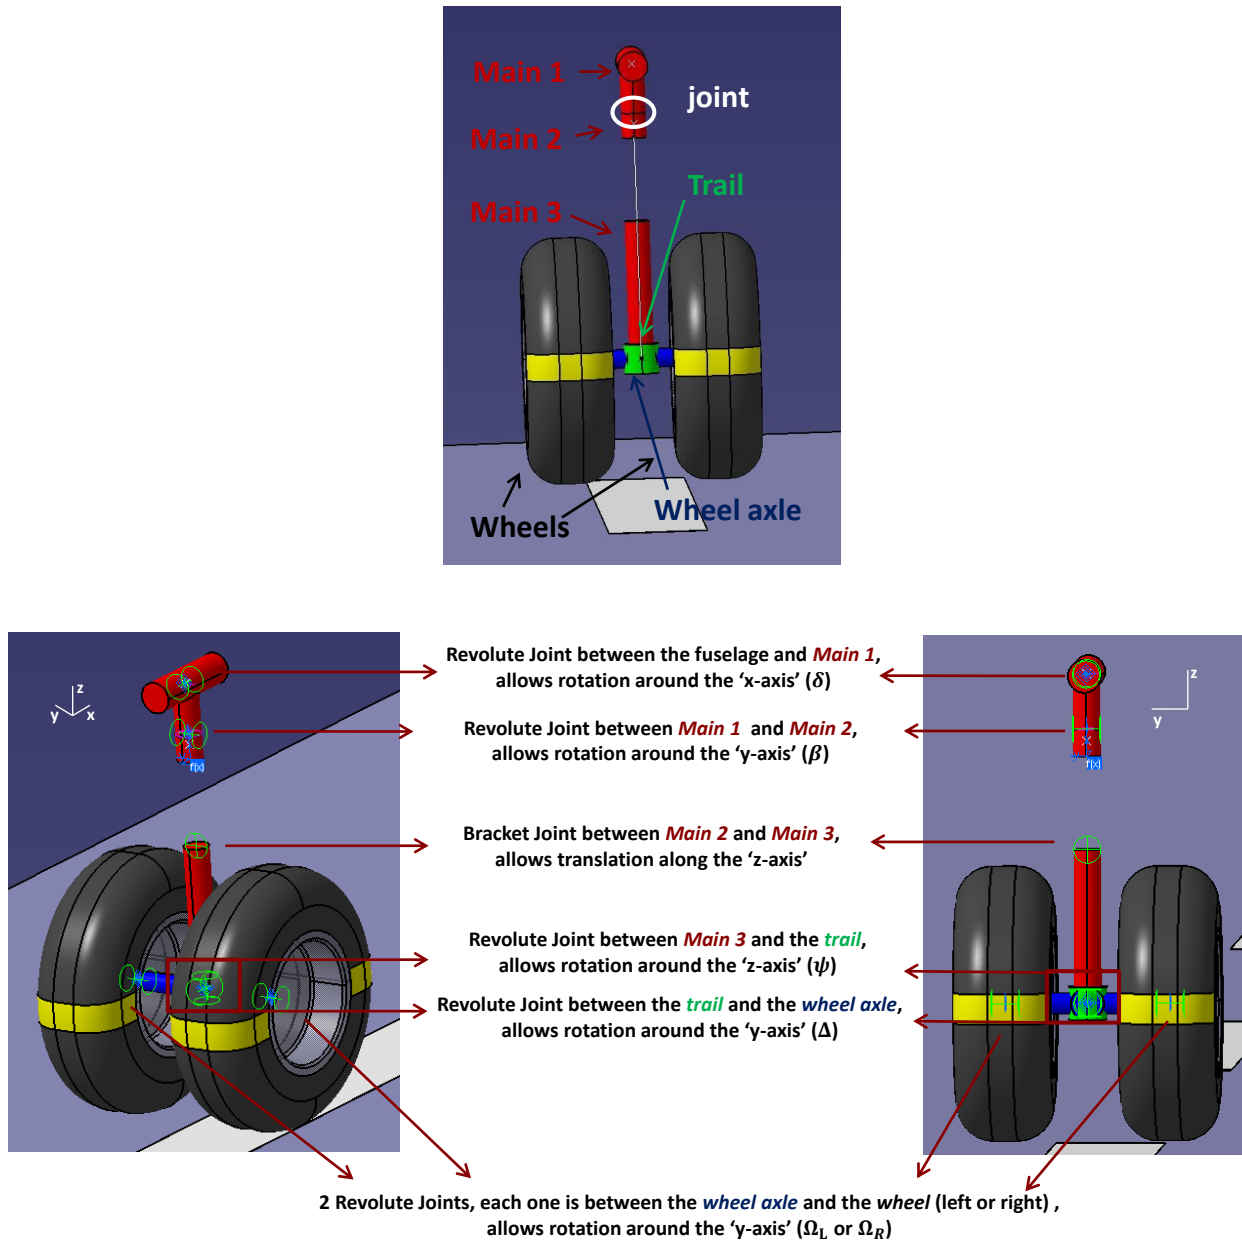 Main 1
joint
Main 2
Trail
Main 3
Wheel axle
Wheels
Revolute Joint between the fuselage and Main 1,
allows rotation around the ‘x-axis’ (δ)
z
y
x
z
y
Revolute Joint between Main 1 and Main 2,
allows rotation around the ‘y-axis’ (β)
f(x)
f(x)
Bracket Joint between Main 2 and Main 3,
allows translation along the ‘z-axis’
Revolute Joint between Main 3 and the trail,
allows rotation around the ‘z-axis’ (ψ)
Revolute Joint between the trail and the wheel axle,
allows rotation around the ‘y-axis’ (Δ)
2 Revolute Joints, each one is between the wheel axle and the wheel (left or right) ,
allows rotation around the ‘y-axis’ (Ω_L or Ω_R)